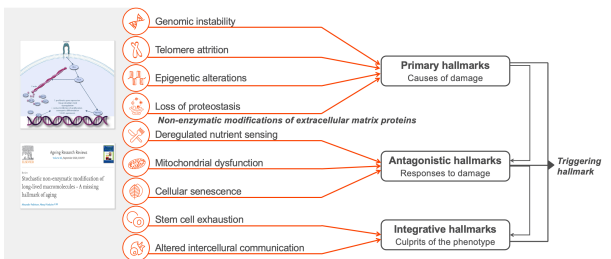 Genomic instability
Telomere attrition
Epigenetic alterations
Loss of proteostasis
Non-enzymatic modifications of extracellular matrix proteins
Deregulated nutrient sensing
Mitochondrial dysfunction
Cellular senescence
Stem cell exhaustion
Altered intercellural communication
Primary hallmarks
Causes of damage
Antagonistic hallmarks
Responses to damage
Integrative hallmarks
Culprits of the phenotype
Triggering
hallmark
Ageing Research Reviews
Stochastic non-enzymatic modification of
long-lived macromolecules - A missing
hallmark of aging